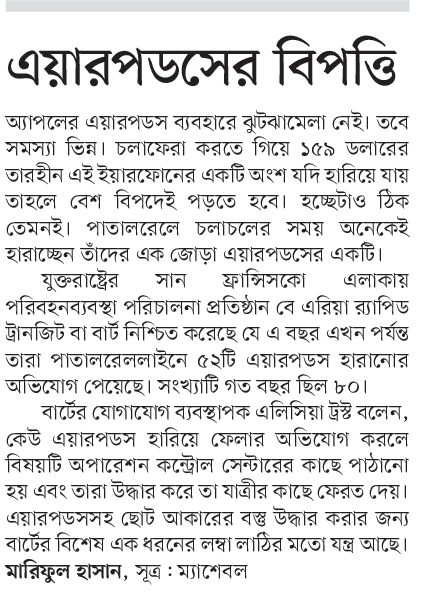 এয়ারপডসের বিপত্তি
অ্যাপলের এয়ারপডস ব্যবহারে ঝুটঝামেলা নেই। তবে
সমস্যা ভিন্ন। চলাফেরা করতে গিয়ে ১৫৯ ডলারের
তারহীন এই ইয়ারফোনের একটি অংশ যদি হারিয়ে যায়
তাহলে বেশ বিপদেই পড়তে হবে। হচ্ছেটাও ঠিক
তেমনই। পাতালরেলে চলাচলের সময় অনেকেই
হারাচ্ছেন তাঁদের এক জোড়া এয়ারপডসের একটি।
যুক্তরাষ্ট্রের সান ফ্রান্সিসকো এলাকায়
পরিবহনব্যবস্থা পরিচালনা প্রতিষ্ঠান বে এরিয়া র‍্যাপিড
ট্রানজিট বা বার্ট নিশ্চিত করেছে যে এ বছর এখন পর্যন্ত
তারা পাতালরেললাইনে ৫২টি এয়ারপডস হারানোর
অভিযোগ পেয়েছে। সংখ্যাটি গত বছর ছিল ৮০।
বার্টের যোগাযোগ ব্যবস্থাপক এলিসিয়া ট্রস্ট বলেন,
কেউ এয়ারপডস হারিয়ে ফেলার অভিযোগ করলে
বিষয়টি অপারেশন কন্ট্রোল সেন্টারের কাছে পাঠানো
হয় এবং তারা উদ্ধার করে তা যাত্রীর কাছে ফেরত দেয়।
এয়ারপডসসহ ছোট আকারের বস্তু উদ্ধার করার জন্য
বার্টের বিশেষ এক ধরনের লম্বা লাঠির মতো যন্ত্র আছে।
মারিফুল হাসান, সূত্র : ম্যাশেবল